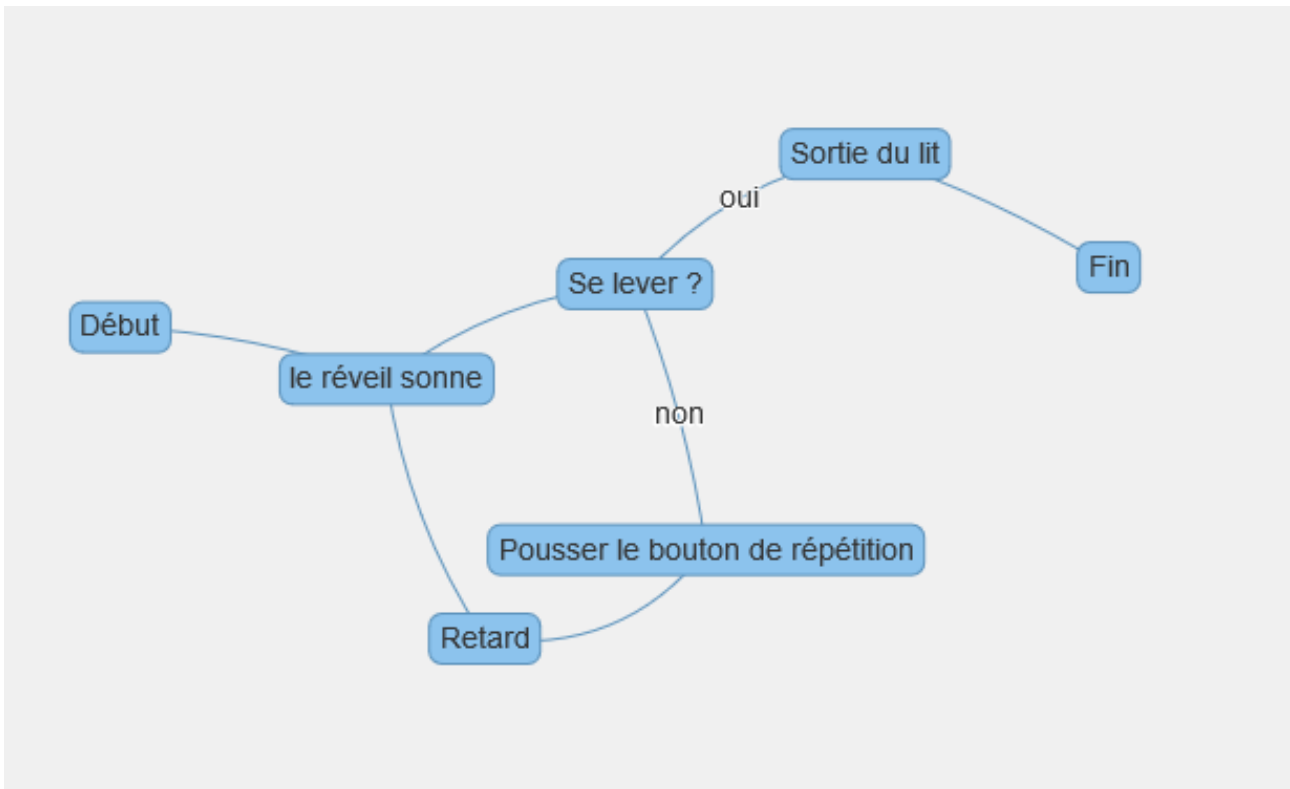 Sortie du lit
oui
Fin
Se lever ?
Début
le réveil sonne
non
Pousser le bouton de répétition
Retard